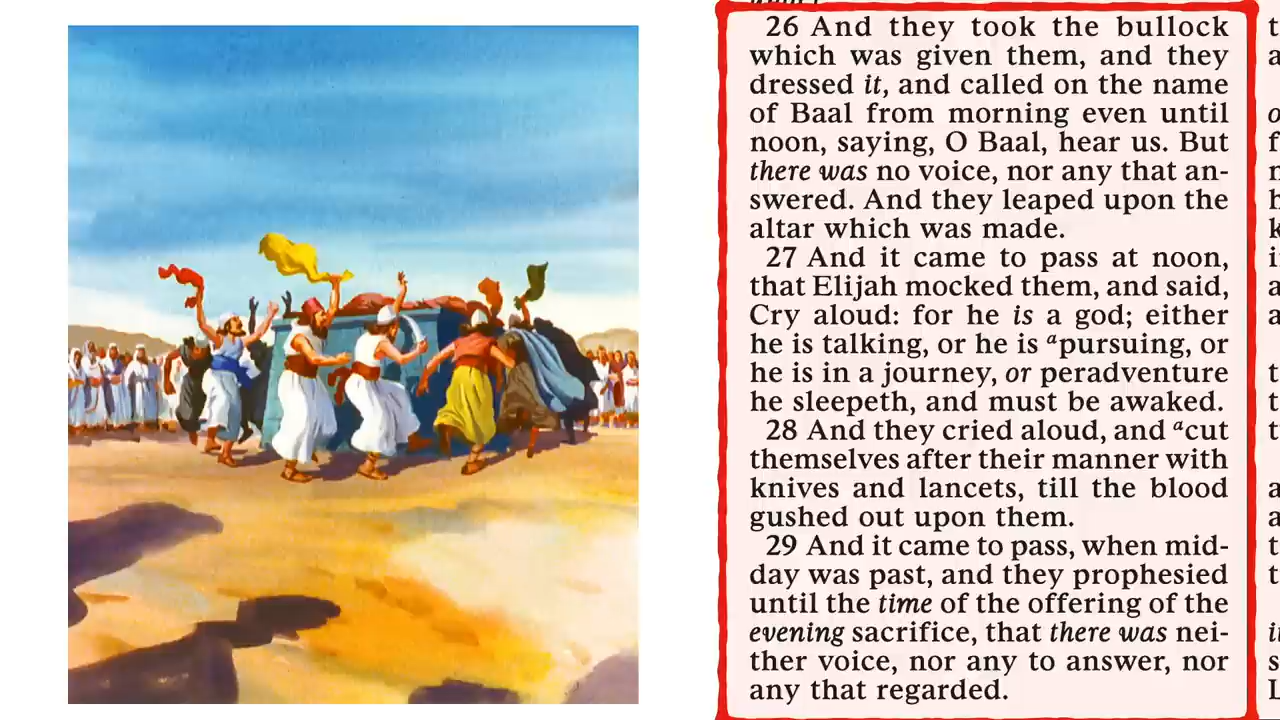 26 And they took the bullock
which was given them, and they
dressed it, and called on the name
of Baal from morning even until
noon, saying, O Baal, hear us. But
there was no voice, nor any that an-
swered. And they leaped upon the
altar which was made.
27 And it came to pass at noon,
that Elijah mocked them, and said,
Cry aloud: for he is a god; either
he is talking, or he is ᵃpursuing, or
he is in a journey, or peradventure
he sleepeth, and must be awaked.
28 And they cried aloud, and ᵃcut
themselves after their manner with
knives and lancets, till the blood
gushed out upon them.
29 And it came to pass, when mid-
day was past, and they prophesied
until the time of the offering of the
evening sacrifice, that there was nei-
ther voice, nor any to answer, nor
any that regarded.